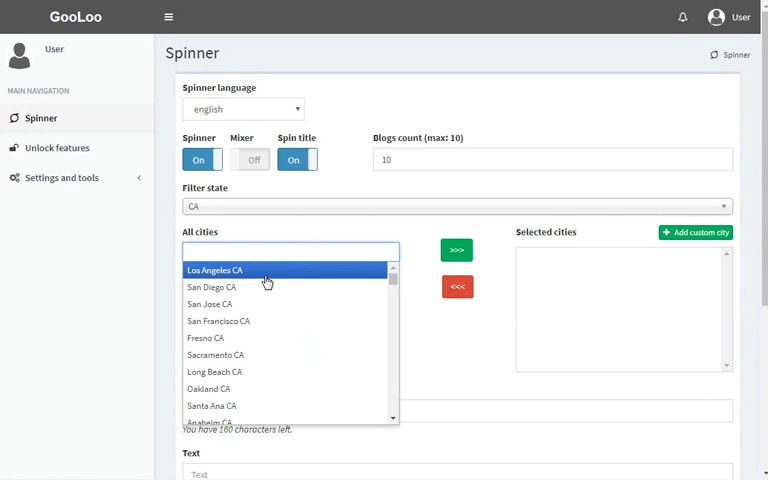 GooLoo
User
User
MAIN NAVIGATION
Spinner
Unlock features
Settings and tools
Spinner
Spinner
Spinner language
english
Spinner Mixer Spin title Blogs count (max: 10)
On Off On 10
Filter state
CA
All cities Selected cities Add custom city
>>>
<<<
Los Angeles CA
San Diego CA
San Jose CA
San Francisco CA
Fresno CA
Sacramento CA
Long Beach CA
Oakland CA
Santa Ana CA
Anaheim CA
You have 160 characters left.
Text
Text